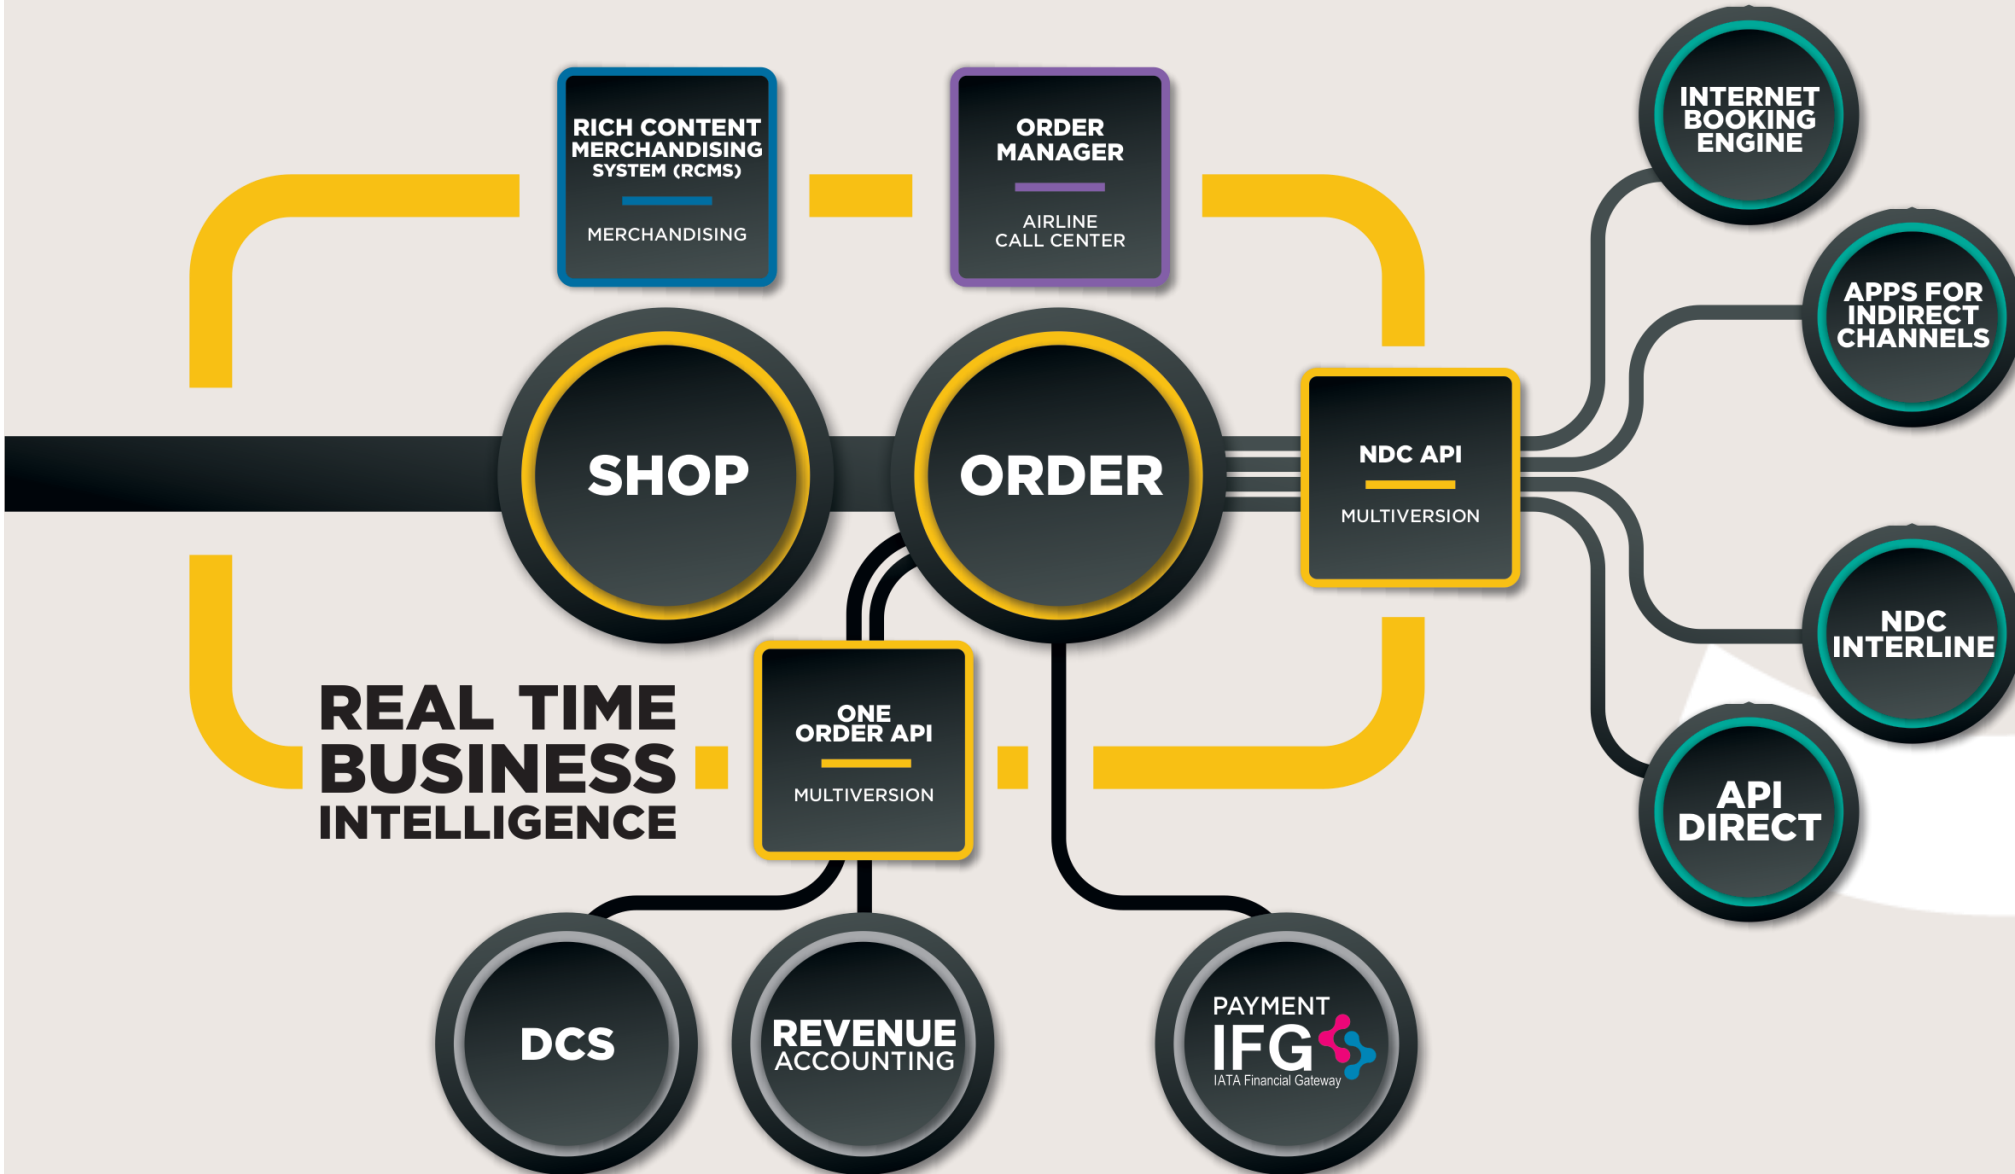 RICH CONTENT
MERCHANDISING
SYSTEM (RCMS)
MERCHANDISING
ORDER
MANAGER
AIRLINE
CALL CENTER
INTERNET
BOOKING
ENGINE
APPS FOR
INDIRECT
CHANNELS
SHOP
ORDER
NDC API
MULTIVERSION
NDC
INTERLINE
REAL TIME
BUSINESS
INTELLIGENCE
ONE
ORDER API
MULTIVERSION
API
DIRECT
DCS
REVENUE
ACCOUNTING
PAYMENT
IFG
IATA Financial Gateway